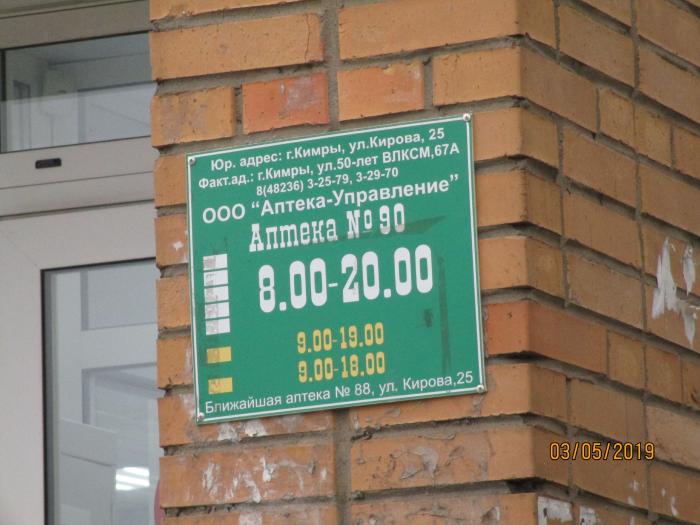 Юр. адрес: г.Кимры, ул.Кирова, 25
Факт.ад.: г.Кимры, ул.50-лет ВЛКСМ,67А
8(48236) 3-25-79, 3-29-70
ООО "Аптека-Управление"
Аптека №90
8.00-20.00
9.00-19.00
9.00-18.00
Ближайшая аптека № 88, ул. Кирова,25
03/05/2019